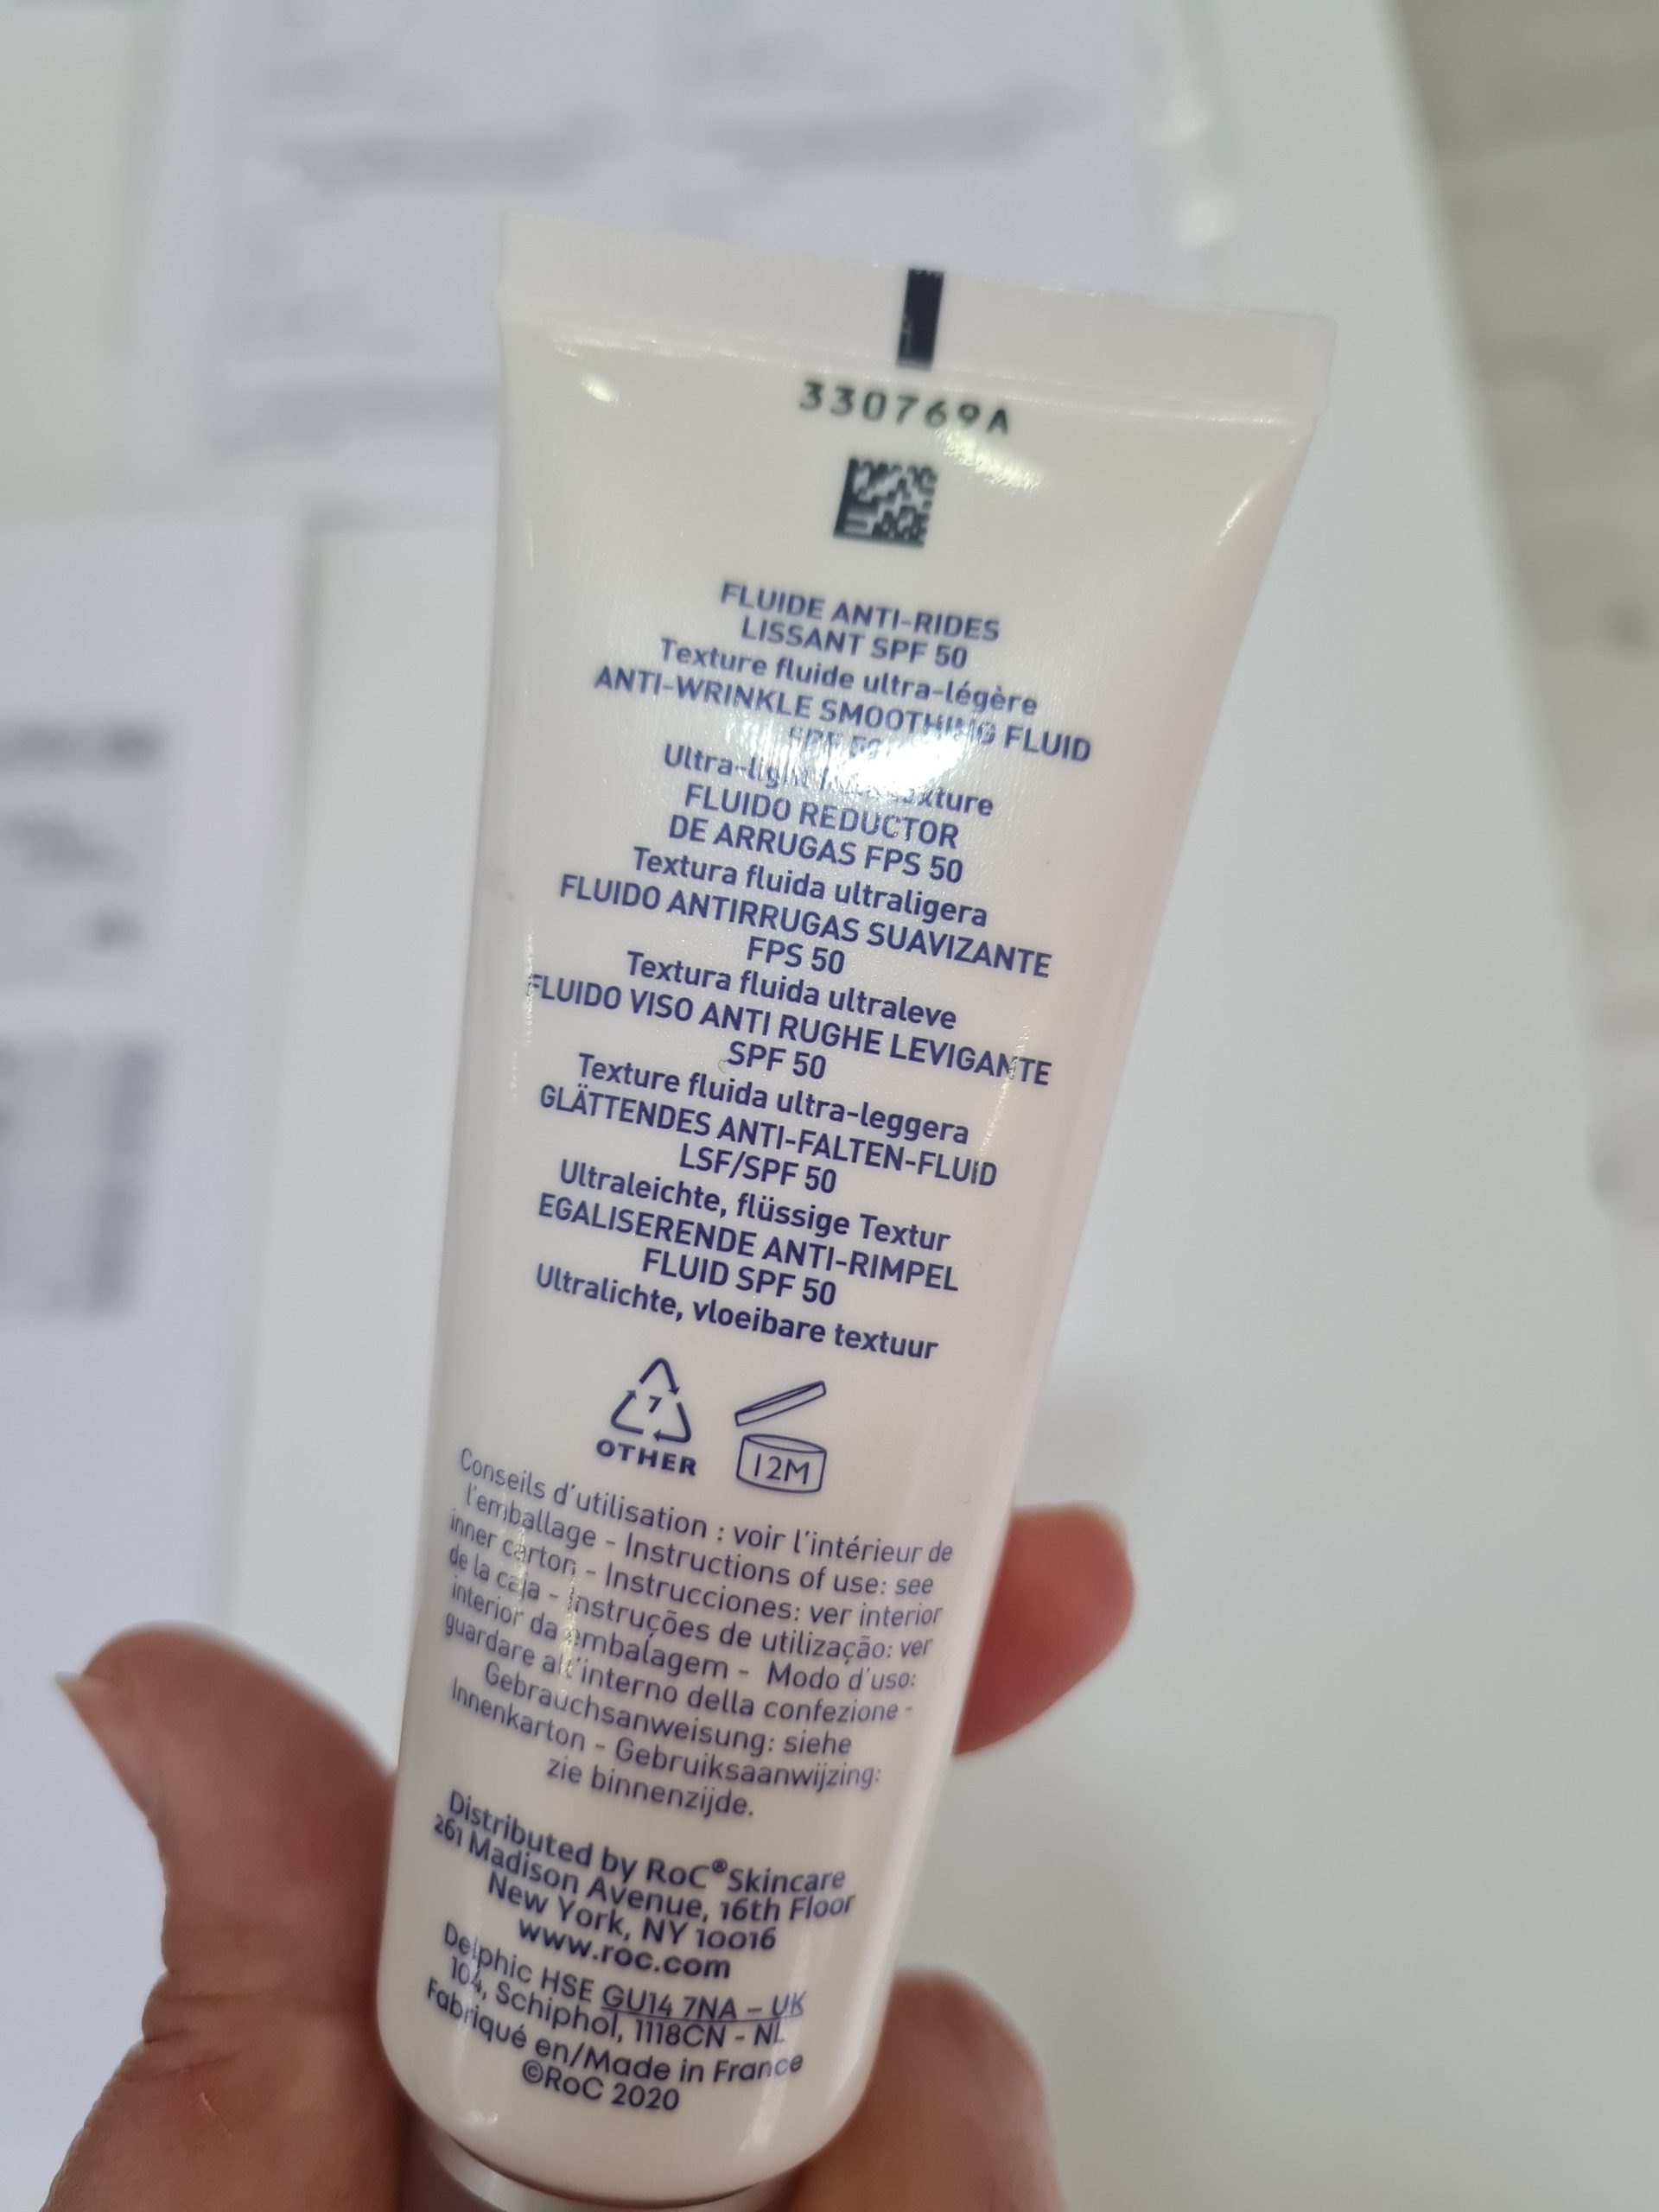 330769A
FLUIDE ANTI-RIDES
LISSANT SPF 50
Texture fluide ultra-légère
ANTI-WRINKLE SMOOTHING FLUID
SPF 50
Ultra-light texture
FLUIDO REDUCTOR
DE ARRUGAS FPS 50
Textura fluida ultraligera
FLUIDO ANTIRRUGAS SUAVIZANTE
FPS 50
Textura fluida ultraleve
FLUIDO VISO ANTI RUGHE LEVIGANTE
SPF 50
Texture fluida ultra-leggera
GLÄTTENDES ANTI-FALTEN-FLUID
LSF/SPF 50
Ultraleichte, flüssige Textur
EGALISERENDE ANTI-RIMPEL
FLUID SPF 50
Ultralichte, vloeibare textuur
7
OTHER
12M
Conseils d'utilisation : voir l'intérieur de
l'emballage - Instructions of use: see
inner carton - Instrucciones: ver interior
de la caja - Instruções de utilização: ver
interior da embalagem - Modo d'uso:
guardare all'interno della confezione -
Gebrauchsanweisung: siehe
Innenkarton - Gebruiksaanwijzing:
zie binnenzijde.
Distributed by RoC® Skincare
261 Madison Avenue, 16th Floor
New York, NY 10016
www.roc.com
Delphic HSE GU14 7NA – UK
104, Schiphol, 1118CN - NL
Fabriqué en/Made in France
©RoC 2020